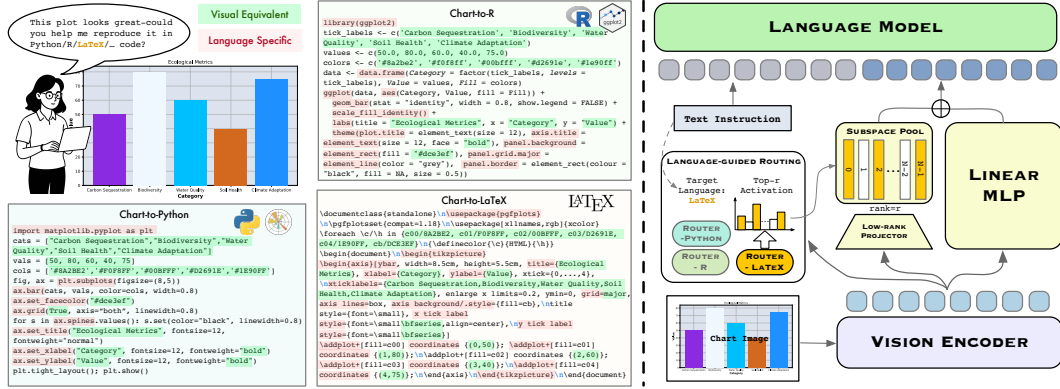 This plot looks great–could
you help me reproduce it in
Python/R/LaTeX/… code?
Visual Equivalent
Language Specific
Ecological Metrics
Carbon Sequestration Biodiversity Water Quality Soil Health Climate Adaptation
Category
Chart-to-Python
import matplotlib.pyplot as plt
cats = ["Carbon Sequestration","Biodiversity","Water
Quality","Soil Health","Climate Adaptation"]
vals = [50, 80, 60, 40, 75]
cols = ['#8A2BE2','#F0F8FF','#00BFFF','#D2691E','#1E90FF']
fig, ax = plt.subplots(figsize=(8,5))
ax.bar(cats, vals, color=cols, width=0.8)
ax.set_facecolor("#dce3ef")
ax.grid(True, axis="both", linewidth=0.8)
for s in ax.spines.values(): s.set(color="black", linewidth=0.8)
ax.set_title("Ecological Metrics", fontsize=12,
fontweight="normal")
ax.set_xlabel("Category", fontsize=12, fontweight="bold")
ax.set_ylabel("Value", fontsize=12, fontweight="bold")
plt.tight_layout(); plt.show()
Chart-to-R
R
ggplot2
library(ggplot2)
tick_labels <- c('Carbon Sequestration', 'Biodiversity', 'Water
Quality', 'Soil Health', 'Climate Adaptation')
values <- c(50.0, 80.0, 60.0, 40.0, 75.0)
colors <- c('#8a2be2', '#f0f8ff', '#00bfff', '#d2691e', '#1e90ff')
data <- data.frame(Category = factor(tick_labels, levels =
tick_labels), Value = values, Fill = colors)
ggplot(data, aes(Category, Value, fill = Fill)) +
geom_bar(stat = "identity", width = 0.8, show.legend = FALSE) +
scale_fill_identity() +
labs(title = "Ecological Metrics", x = "Category", y = "Value") +
theme(plot.title = element_text(size = 12), axis.title =
element_text(size = 12, face = "bold"), panel.background =
element_rect(fill = "#dce3ef"), panel.grid.major =
element_line(color = "grey"), panel.border = element_rect(colour =
"black", fill = NA, size = 0.5))
Chart-to-LaTeX
LATEX
\documentclass{standalone}\n\usepackage{pgfplots}
\n\pgfplotsset{compat=1.18}\n\usepackage[x11names,rgb]{xcolor}
\foreach \c/\h in {c00/8A2BE2, c01/F0F8FF, c02/00BFFF, c03/D2691E,
c04/1E90FF, cb/DCE3EF}\n{\definecolor{\c}{HTML}{\h}}
\begin{document}\n\begin{tikzpicture}
\n\begin{axis}[ybar, width=8.5cm, height=5.5cm, title={Ecological
Metrics}, xlabel={Category}, ylabel={Value}, xtick={0,...,4},
\nxticklabels={Carbon Sequestration,Biodiversity,Water Quality,Soil
Health,Climate Adaptation}, enlarge x limits=0.2, ymin=0, grid=major,
axis lines=box, axis background/.style={fill=cb},\ntitle
style={font=\small}, x tick label
style={font=\small\bfseries,align=center},\ny tick label
style={font=\small\bfseries}]
\addplot+[fill=c00] coordinates {(0,50)}; \addplot+[fill=c01]
coordinates {(1,80)};\n\addplot+[fill=c02] coordinates {(2,60)};
\addplot+[fill=c03] coordinates {(3,40)};\n\addplot+[fill=c04]
coordinates {(4,75)};\n\end{axis}\n\end{tikzpicture}\n\end{document}
Language Model
Text Instruction
Language-guided Routing
Target
Language:
LaTeX
Top-r
Activation
Router
-Python
Router
- R
Router
- LaTeX
Subspace Pool
0 1 2 ... N-2 N-1
rank=r
Low-rank
Projector
Linear
MLP
Chart Image
Vision Encoder